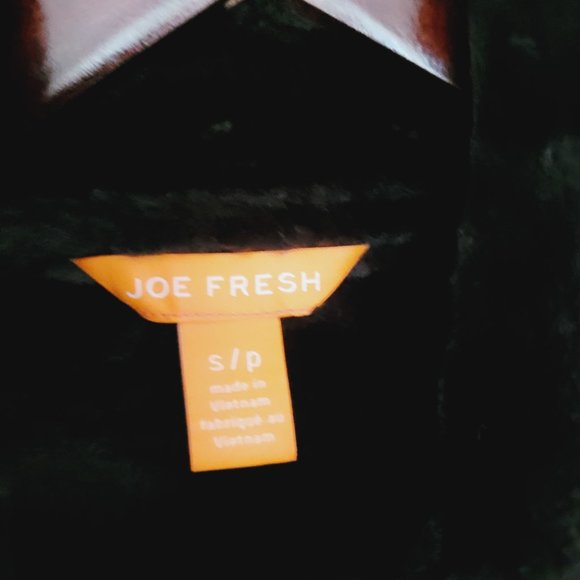 JOE FRESH
s/p
made in
Vietnam
fabriqué au
Vietnam